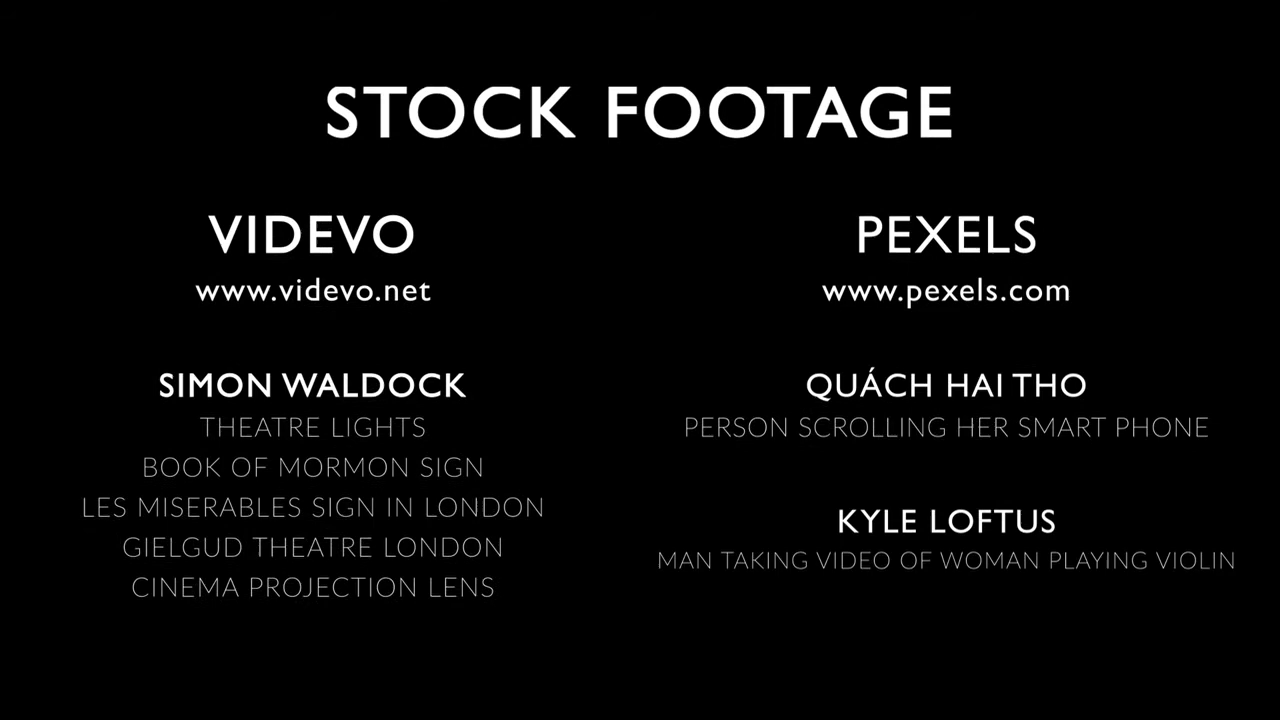 STOCK FOOTAGE
VIDEVO
www.videvo.net
SIMON WALDOCK
THEATRE LIGHTS
BOOK OF MORMON SIGN
LES MISERABLES SIGN IN LONDON
GIELGUD THEATRE LONDON
CINEMA PROJECTION LENS
PEXELS
www.pexels.com
QUÁCH HAI THO
PERSON SCROLLING HER SMART PHONE
KYLE LOFTUS
MAN TAKING VIDEO OF WOMAN PLAYING VIOLIN